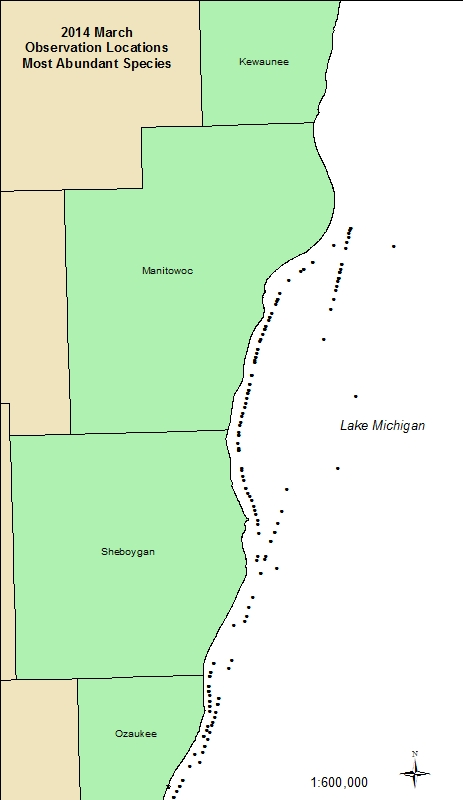 2014 March
Observation Locations
Most Abundant Species
Kewaunee
Manitowoc
Lake Michigan
Sheboygan
Ozaukee
N
1:600,000